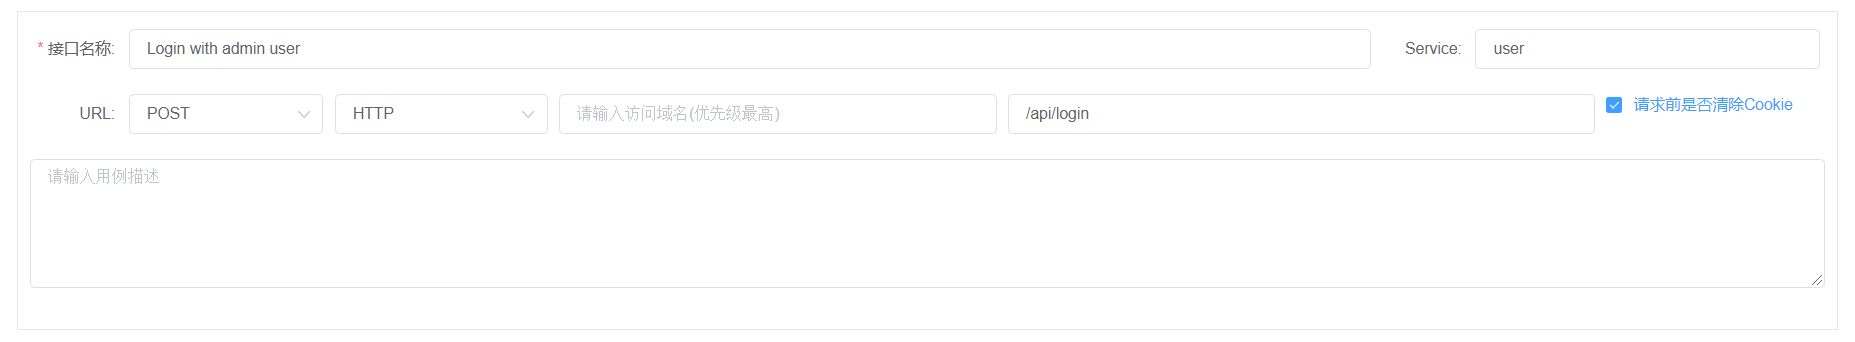 * 接口名称: Login with admin user Service: user
URL: POST HTTP 请输入访问域名(优先级最高) /api/login 请求前是否清除Cookie
请输入用例描述